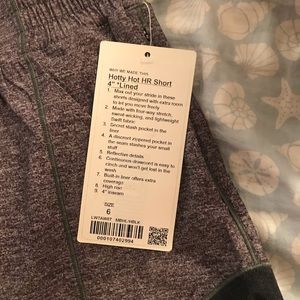 WHY WE MADE THIS
Hotty Hot HR Short
4" *Lined
1. Max out your stride in these
shorts designed with extra room
to let you move freely
2. Made with four-way stretch,
sweat-wicking, and lightweight
Swift fabric
3. Secret stash pocket in the
liner
4. A discreet zippered pocket in
the seam stashes your small
stuff
5. Reflective details
6. Continuous drawcord is easy to
cinch and won't get lost in the
wash
7. Built-in liner offers extra
coverage
8. High rise
9. 4" inseam
SIZE
6
000107402994